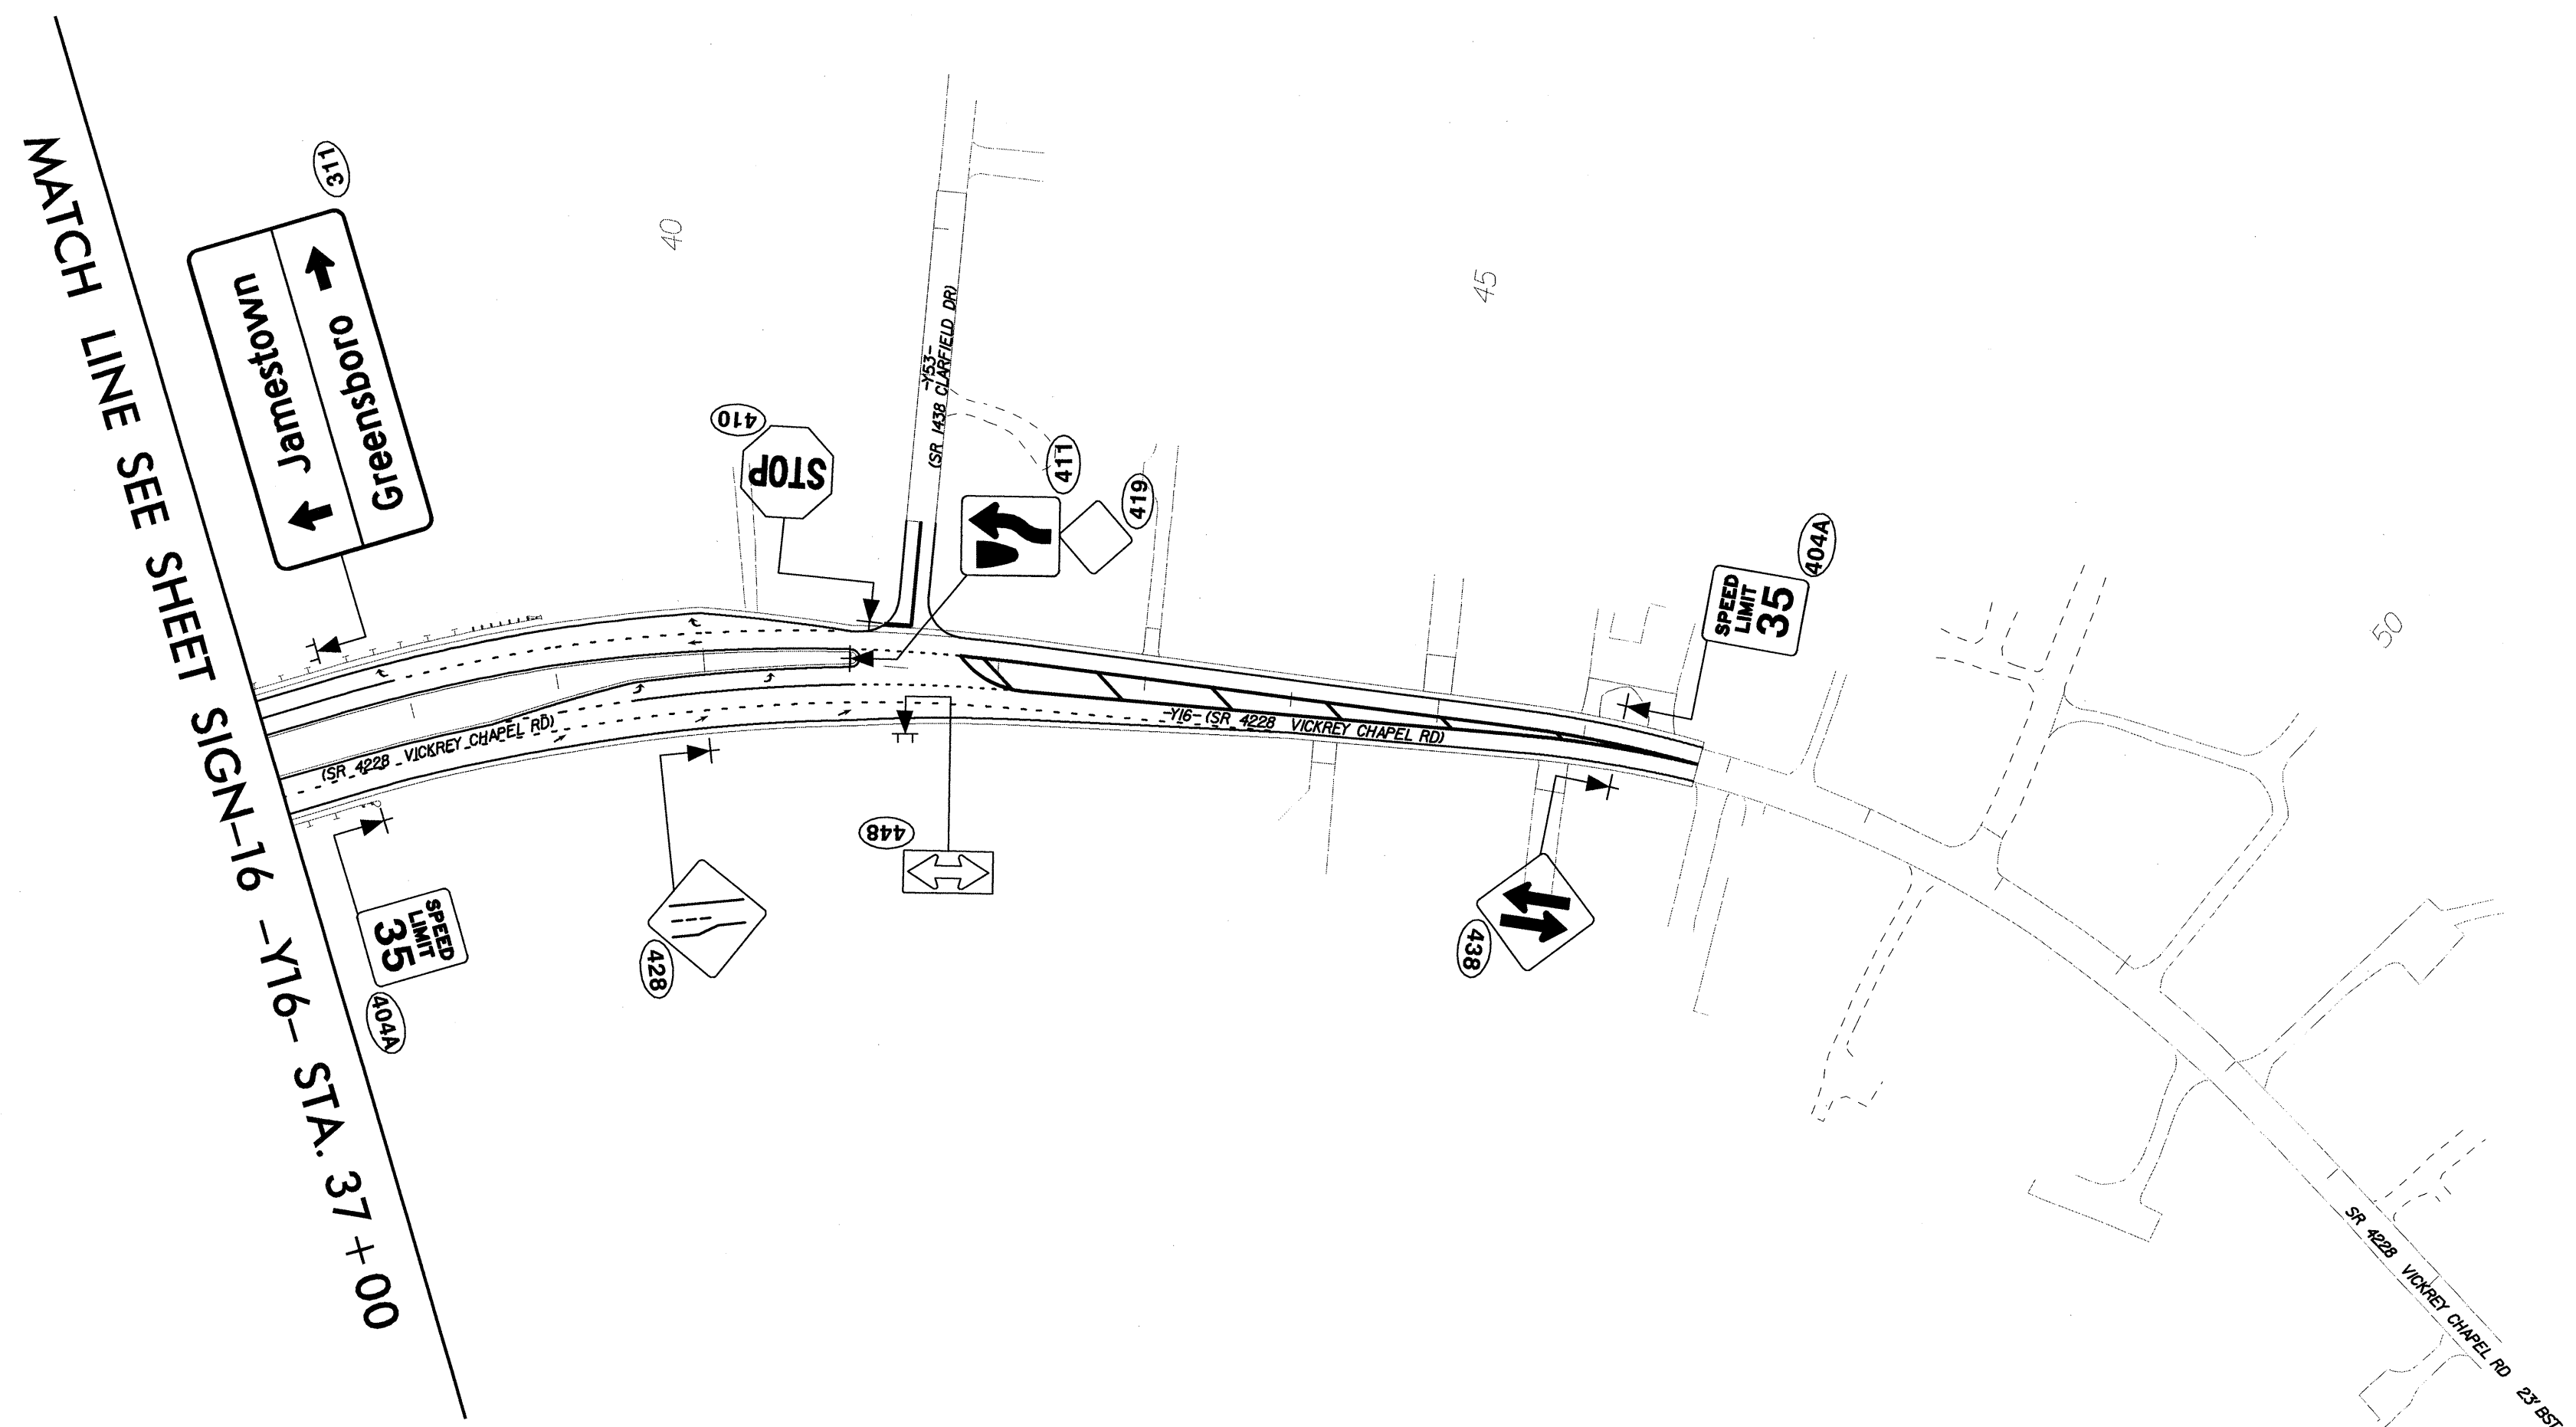 MATCH LINE SEE SHEET SIGN-16 -Y16- STA. 37+00
311
Jamestown
Greensboro
40
45
50
-Y53-
(SR 1438 CLARFIELD DR)
410
STOP
411
419
404A
SPEED
LIMIT
35
(SR 4228 VICKREY CHAPEL RD)
-Y16- (SR 4228 VICKREY CHAPEL RD)
448
SPEED
LIMIT
35
404A
428
438
SR 4228 VICKREY CHAPEL RD 23' BST